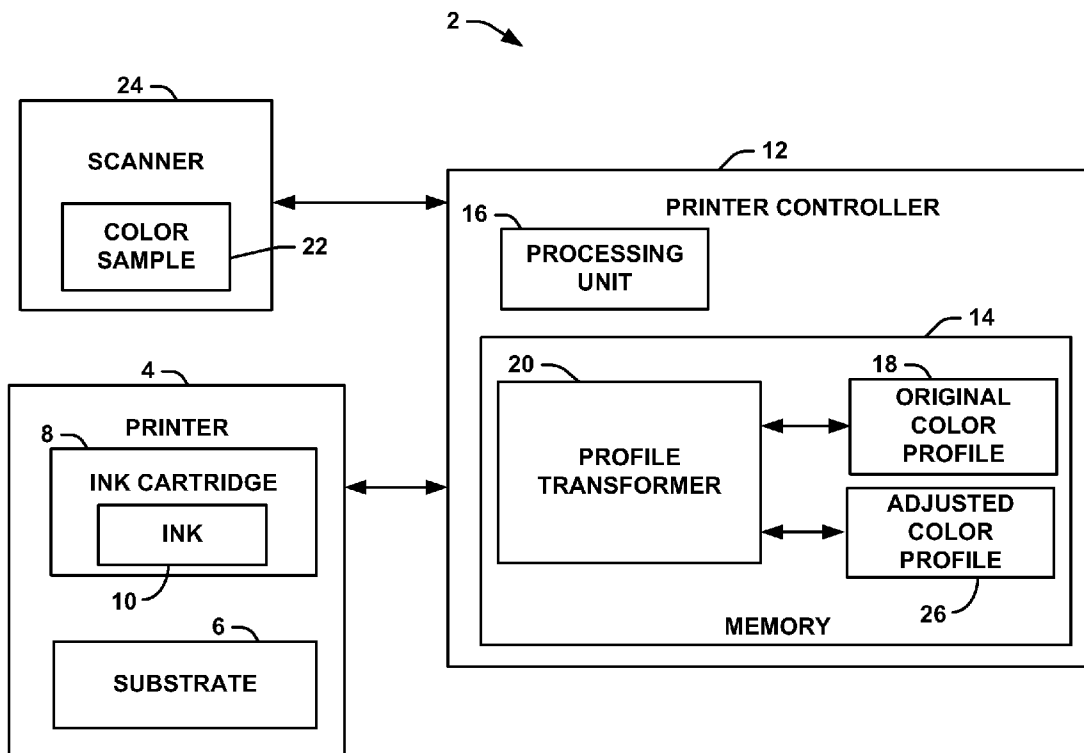 2
24
SCANNER
COLOR
SAMPLE
22
12
PRINTER CONTROLLER
16
PROCESSING
UNIT
14
20
PROFILE
TRANSFORMER
18
ORIGINAL
COLOR
PROFILE
ADJUSTED
COLOR
PROFILE
26
MEMORY
4
PRINTER
8
INK CARTRIDGE
INK
10
6
SUBSTRATE